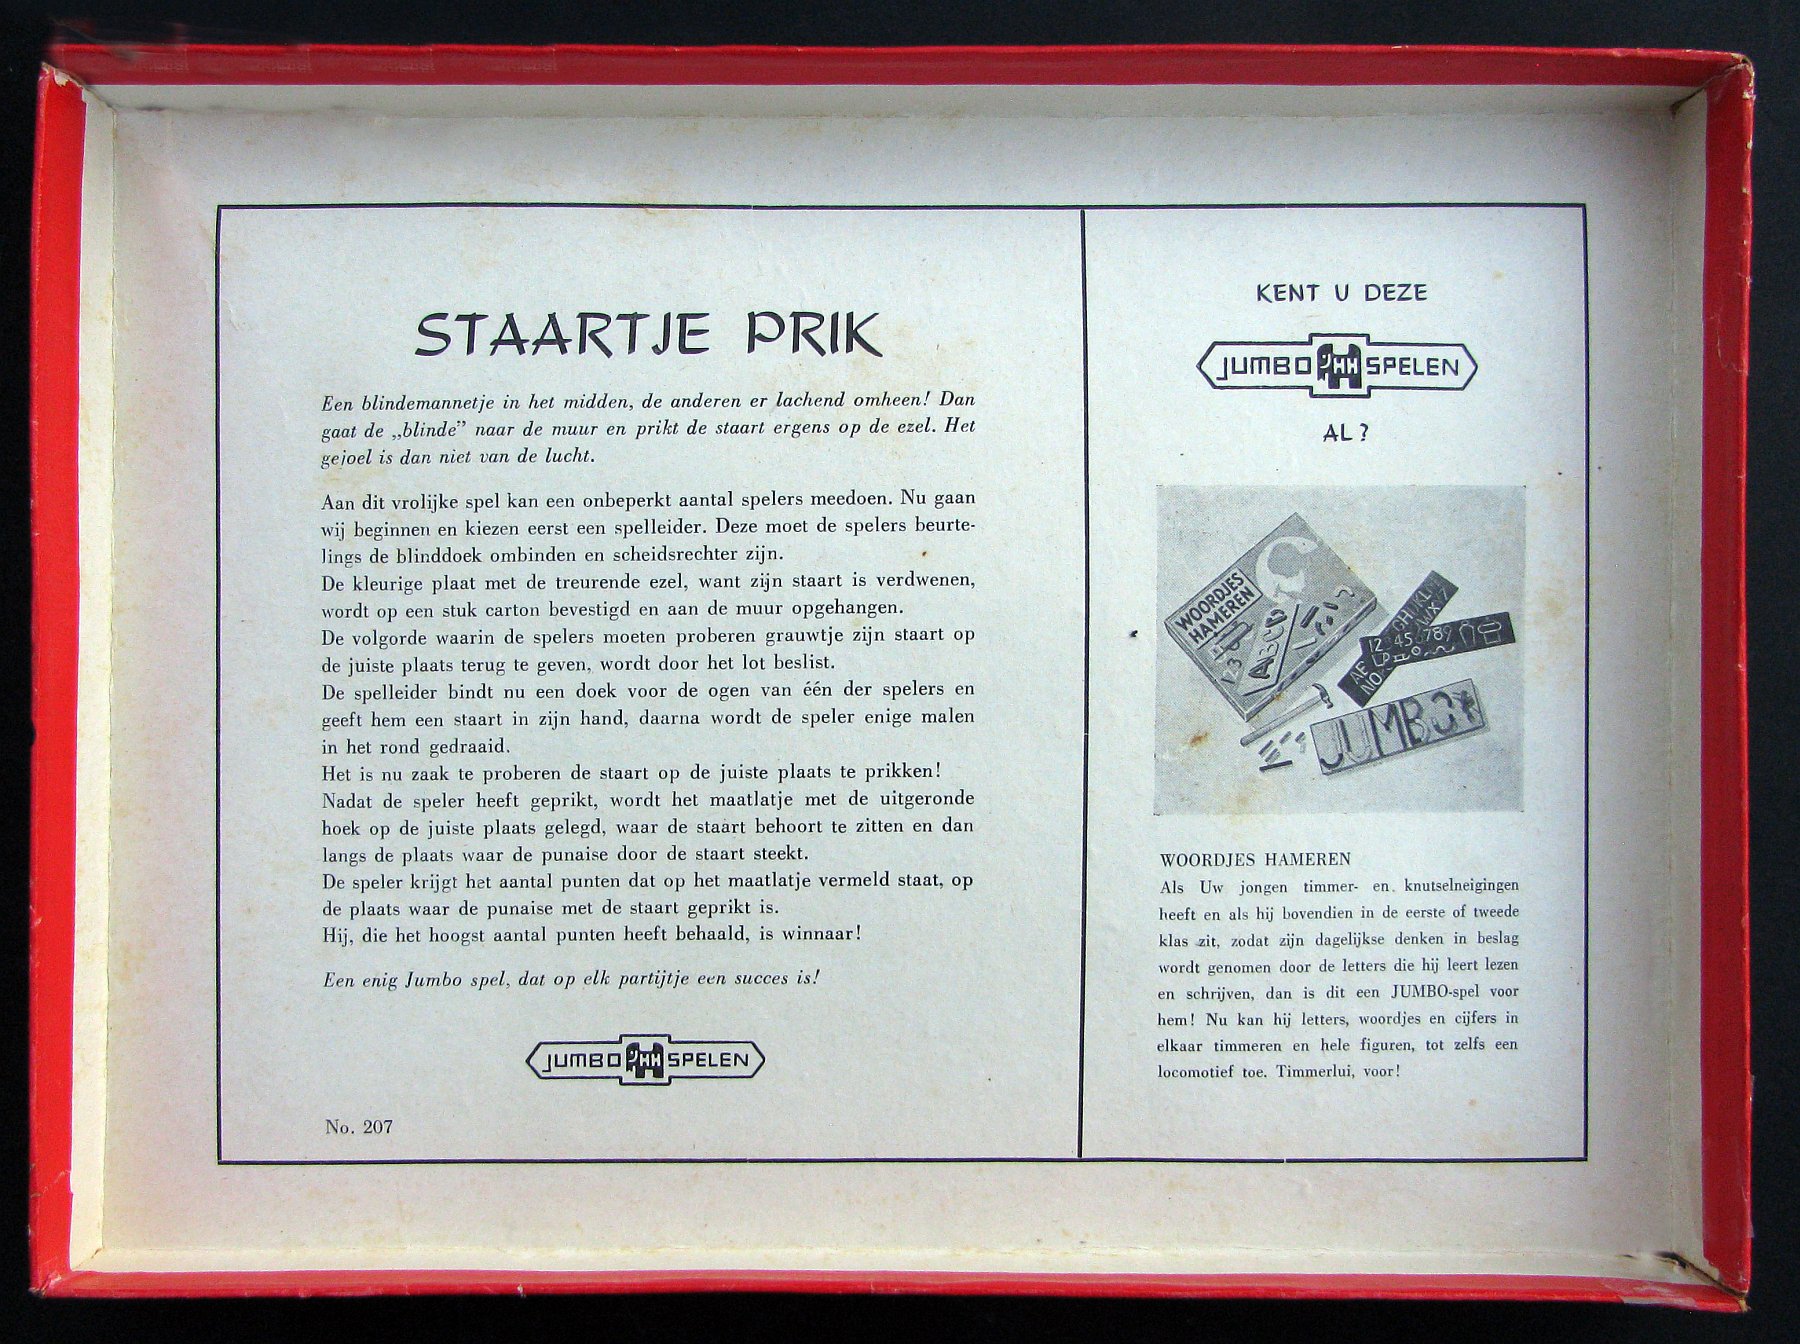 STAARTJE PRIK
Een blindemannetje in het midden, de anderen er lachend omheen! Dan
gaat de „blinde” naar de muur en prikt de staart ergens op de ezel. Het
gejoel is dan niet van de lucht.
Aan dit vrolijke spel kan een onbeperkt aantal spelers meedoen. Nu gaan
wij beginnen en kiezen eerst een spelleider. Deze moet de spelers beurte-
lings de blinddoek ombinden en scheidsrechter zijn.
De kleurige plaat met de treurende ezel, want zijn staart is verdwenen,
wordt op een stuk carton bevestigd en aan de muur opgehangen.
De volgorde waarin de spelers moeten proberen grauwtje zijn staart op
de juiste plaats terug te geven, wordt door het lot beslist.
De spelleider bindt nu een doek voor de ogen van één der spelers en
geeft hem een staart in zijn hand, daarna wordt de speler enige malen
in het rond gedraaid.
Het is nu zaak te proberen de staart op de juiste plaats te prikken!
Nadat de speler heeft geprikt, wordt het maatlatje met de uitgeronde
hoek op de juiste plaats gelegd, waar de staart behoort te zitten en dan
langs de plaats waar de punaise door de staart steekt.
De speler krijgt het aantal punten dat op het maatlatje vermeld staat, op
de plaats waar de punaise met de staart geprikt is.
Hij, die het hoogst aantal punten heeft behaald, is winnaar!
Een enig Jumbo spel, dat op elk partijtje een succes is!
JUMBO HH SPELEN
No. 207
KENT U DEZE
JUMBO HH SPELEN
AL?
WOORDJES
HAMEREN
JUMBO
WOORDJES HAMEREN
Als Uw jongen timmer- en knutselneigingen
heeft en als hij bovendien in de eerste of tweede
klas zit, zodat zijn dagelijkse denken in beslag
wordt genomen door de letters die hij leert lezen
en schrijven, dan is dit een JUMBO-spel voor
hem! Nu kan hij letters, woordjes en cijfers in
elkaar timmeren en hele figuren, tot zelfs een
locomotief toe. Timmerlui, voor!